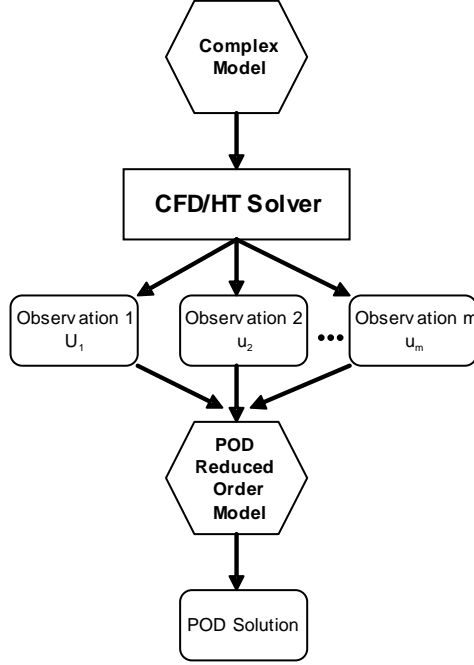 Complex
Model
CFD/HT Solver
Observation 1
U₁
Observation 2
u₂
•••
Observation m
uₘ
POD
Reduced
Order
Model
POD Solution